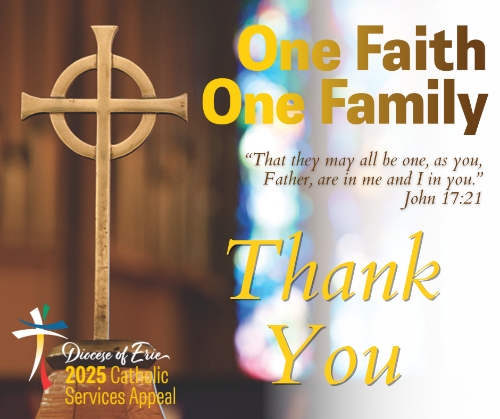 One Faith
One Family
“That they may all be one, as you,
Father, are in me and I in you.”
John 17:21
Thank
You
Diocese of Erie
2025 Catholic
Services Appeal